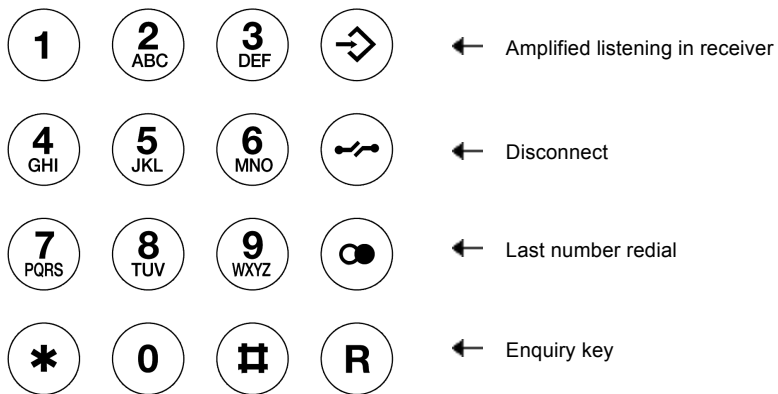 1 2 3 Amplified listening in receiver
ABC DEF
4 5 6 Disconnect
GHI JKL MNO
7 8 9 Last number redial
PQRS TUV WXYZ
* 0 # R Enquiry key